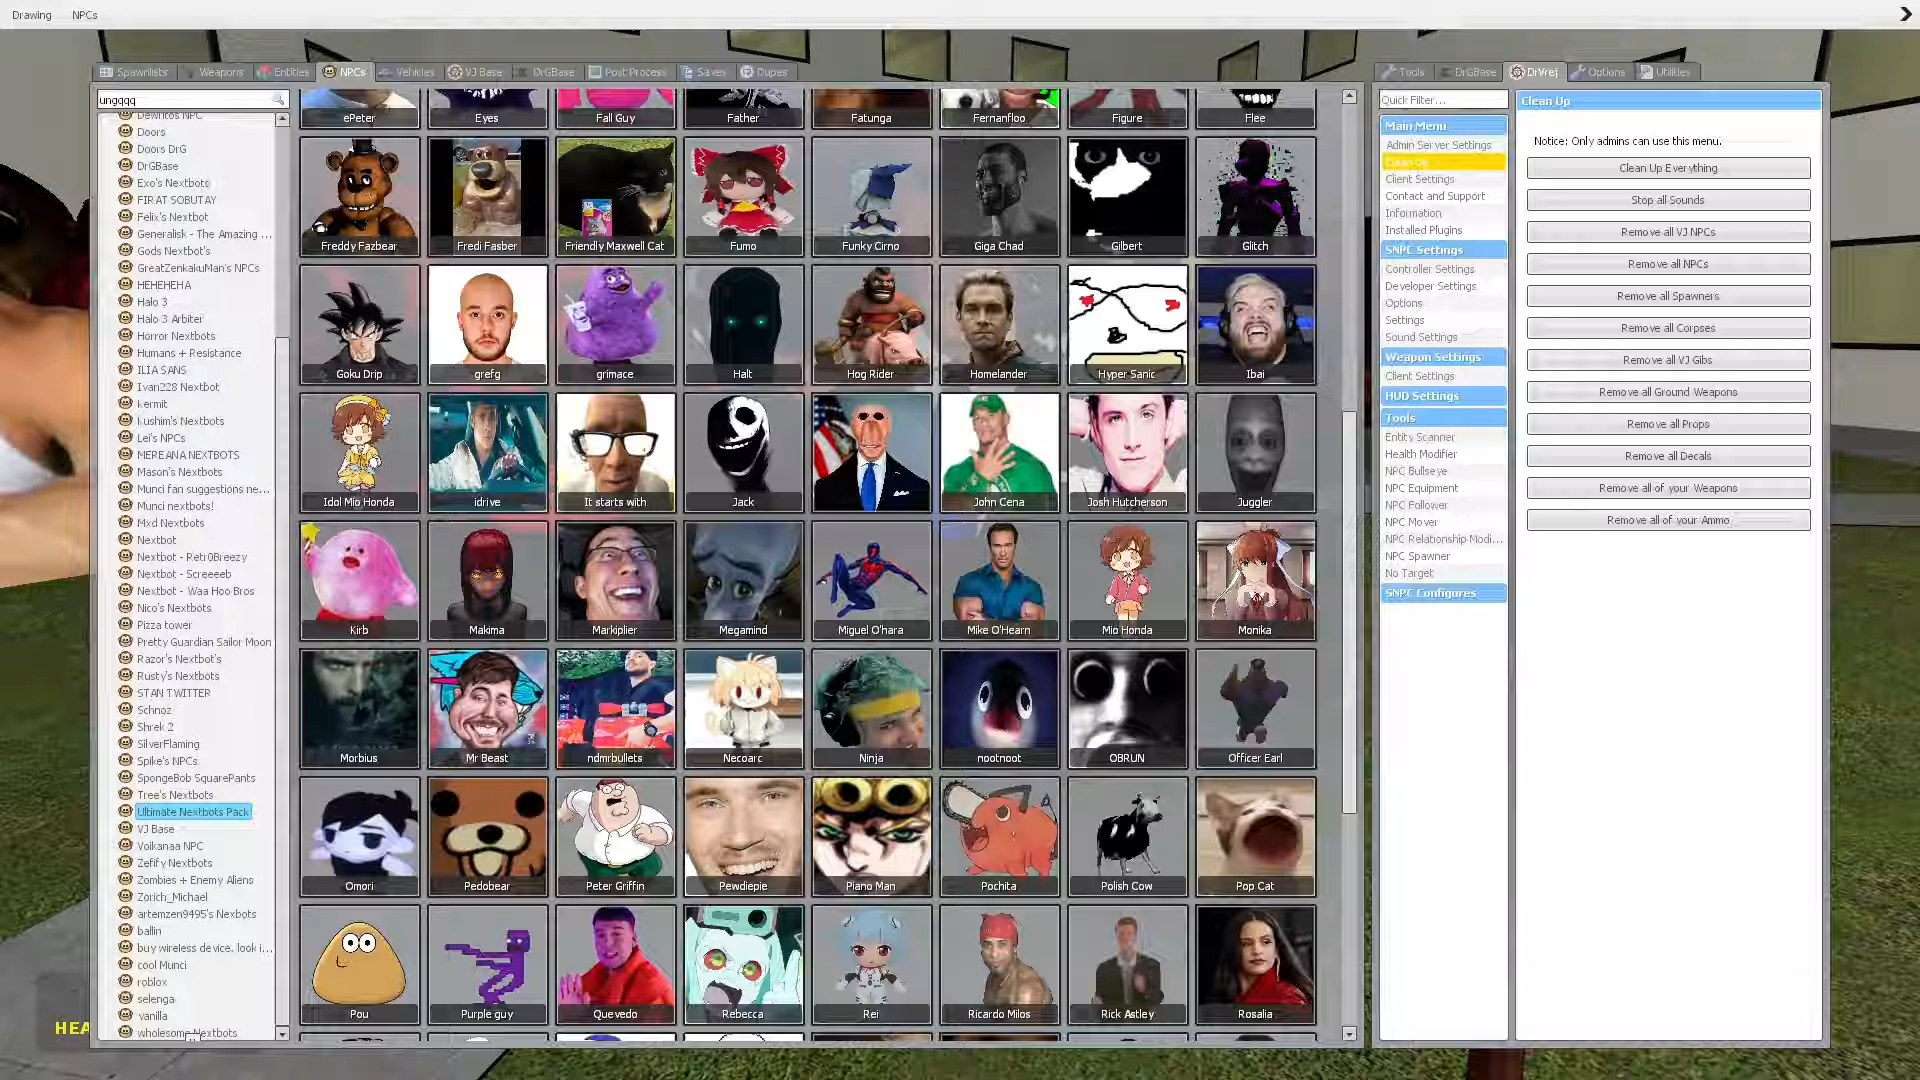 Drawing NPCs
Spawnlists Weapons Entities NPCs Vehicles VJ Base DrGBase Post Process Saves Dupes
Tools DrGBase DrVrej Options Utilities
ungqqq
Dewritos NPC
Doors
Doors DrG
DrGBase
Exo's Nextbots
FIRAT SOBUTAY
Felix's Nextbot
Generalisk - The Amazing ...
Gods Nextbot's
GreatZenkakuMan's NPCs
HEHEHEHA
Halo 3
Halo 3 Arbiter
Horror Nextbots
Humans + Resistance
ILIA SANS
Ivan228 Nextbot
Kermit
Kushim's Nextbots
Lei's NPCs
MEREANA NEXTBOTS
Mason's Nextbots
Munci fan suggestions ne...
Munci nextbots!
Mxd Nextbots
Nextbot
Nextbot - Retr0Breezy
Nextbot - Screeeeb
Nextbot - Waa Hoo Bros
Nico's Nextbots
Pizza tower
Pretty Guardian Sailor Moon
Razor's Nextbot's
Rusty's Nextbots
STAN TWITTER
Schnoz
Shrek 2
SilverFlaming
Spike's NPCs
SpongeBob SquarePants
Tree's Nextbots
Ultimate Nextbots Pack
VJ Base
Voikanaa NPC
Zefify Nextbots
Zombies + Enemy Aliens
Zorich_Michael
artemzen9495's Nexbots
ballin
buy wireless device. look i...
cool Munci
roblox
selenga
vanilla
wholesome Nextbots
HEA
ePeter Eyes Fall Guy Father Fatunga Fernanfloo Figure Flee
Freddy Fazbear Fredi Fasber Friendly Maxwell Cat Fumo Funky Cirno Giga Chad Gilbert Glitch
Goku Drip grefg grimace Halt Hog Rider Homelander Hyper Sanic Ibai
Idol Mio Honda idrive It starts with Jack John Cena Josh Hutcherson Juggler
Kirb Makima Markiplier Megamind Miguel O'hara Mike O'Hearn Mio Honda Monika
Morbius Mr Beast ndmrbullets Necoarc Ninja nootnoot OBRUN Officer Earl
Omori Pedobear Peter Griffin Pewdiepie Piano Man Pochita Polish Cow Pop Cat
Pou Purple guy Quevedo Rebecca Rei Ricardo Milos Rick Astley Rosalia
Quick Filter...
Main Menu
Admin Server Settings
Clean Up
Client Settings
Contact and Support
Information
Installed Plugins
SNPC Settings
Controller Settings
Developer Settings
Options
Settings
Sound Settings
Weapon Settings
Client Settings
HUD Settings
Tools
Entity Scanner
Health Modifier
NPC Bullseye
NPC Equipment
NPC Follower
NPC Mover
NPC Relationship Modi...
NPC Spawner
No Target
SNPC Configures
Clean Up
Notice: Only admins can use this menu.
Clean Up Everything
Stop all Sounds
Remove all VJ NPCs
Remove all NPCs
Remove all Spawners
Remove all Corpses
Remove all VJ Gibs
Remove all Ground Weapons
Remove all Props
Remove all Decals
Remove all of your Weapons
Remove all of your Ammo